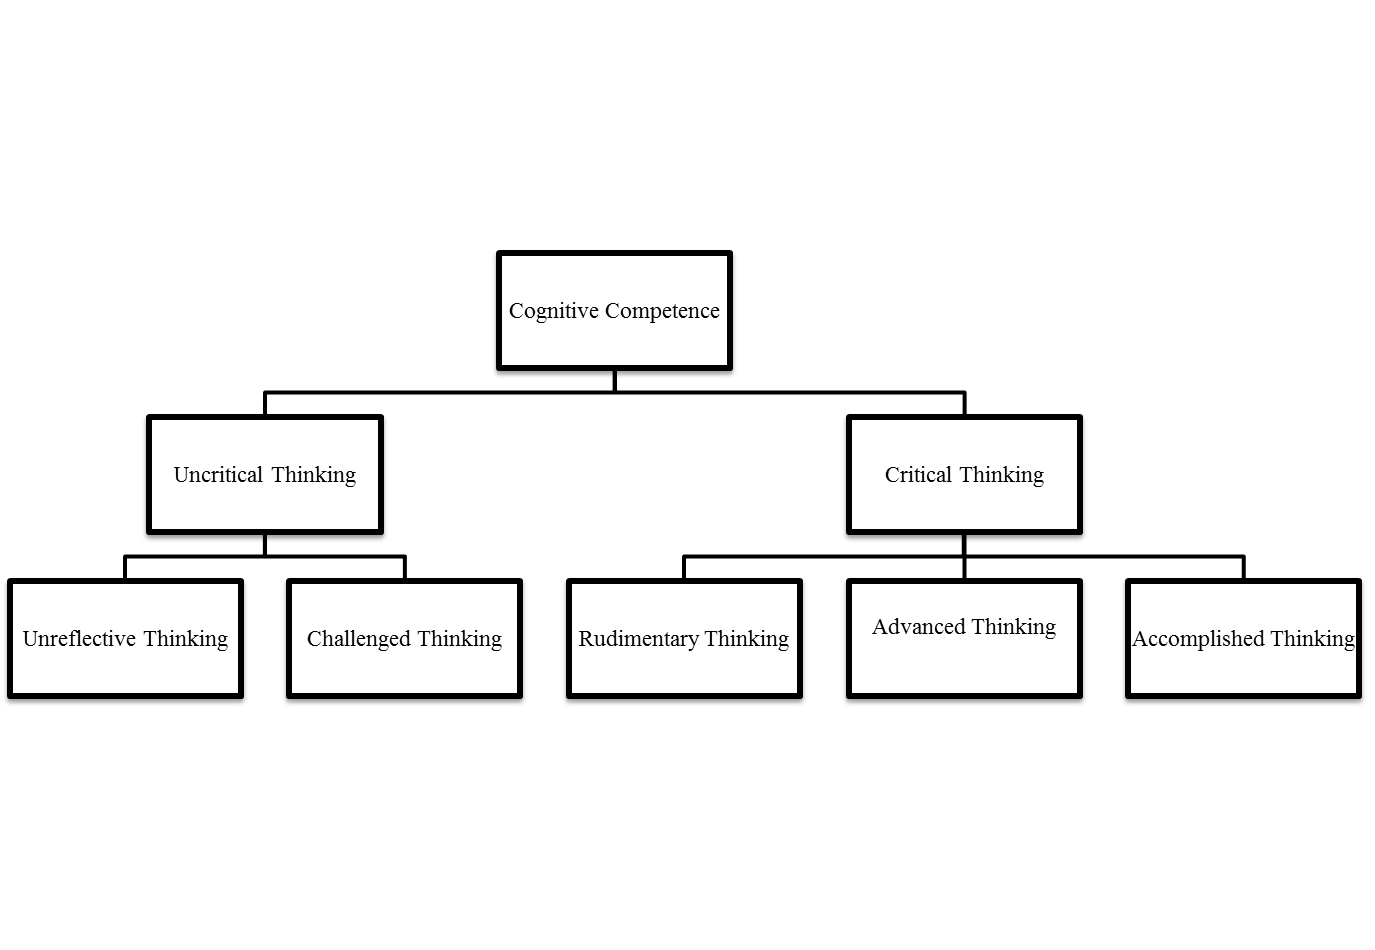 Cognitive Competence
Uncritical Thinking
Critical Thinking
Unreflective Thinking
Challenged Thinking
Rudimentary Thinking
Advanced Thinking
Accomplished Thinking